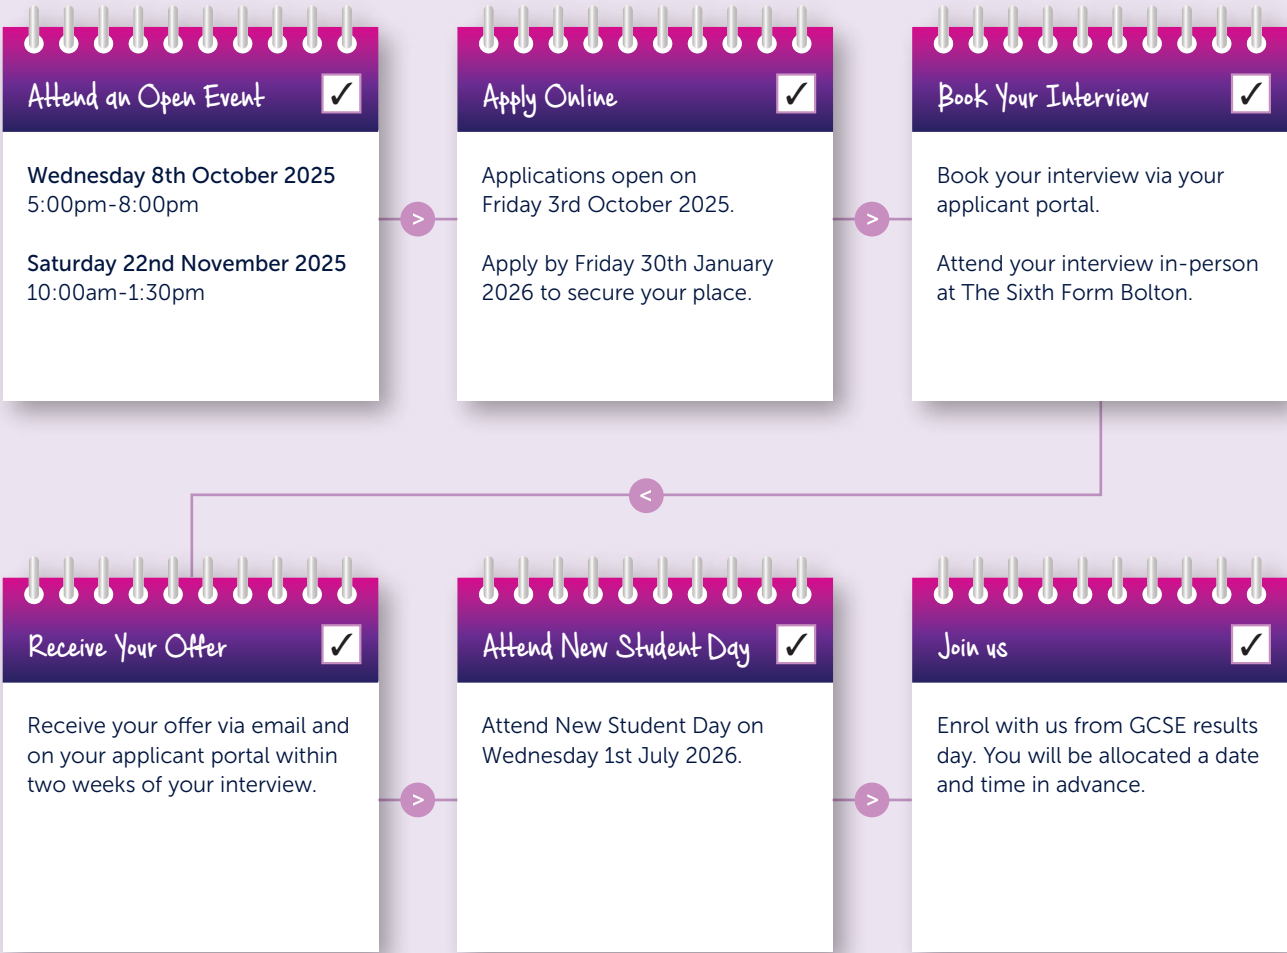 Attend an Open Event ✓
Wednesday 8th October 2025
5:00pm-8:00pm
Saturday 22nd November 2025
10:00am-1:30pm
>
Apply Online ✓
Applications open on
Friday 3rd October 2025.
Apply by Friday 30th January
2026 to secure your place.
>
Book Your Interview ✓
Book your interview via your
applicant portal.
Attend your interview in-person
at The Sixth Form Bolton.
<
Receive Your Offer ✓
Receive your offer via email and
on your applicant portal within
two weeks of your interview.
>
Attend New Student Day ✓
Attend New Student Day on
Wednesday 1st July 2026.
>
Join us ✓
Enrol with us from GCSE results
day. You will be allocated a date
and time in advance.